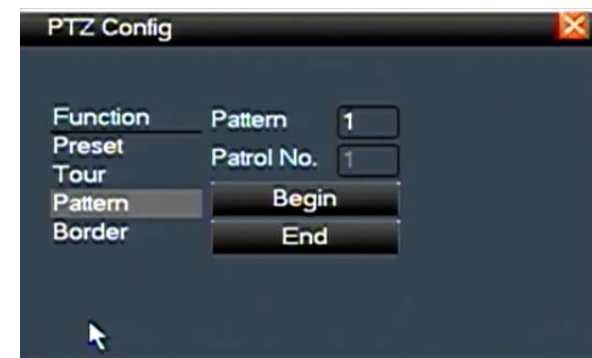 PTZ Config
Function
Preset
Tour
Pattern
Border
Pattern 1
Patrol No. 1
Begin
End